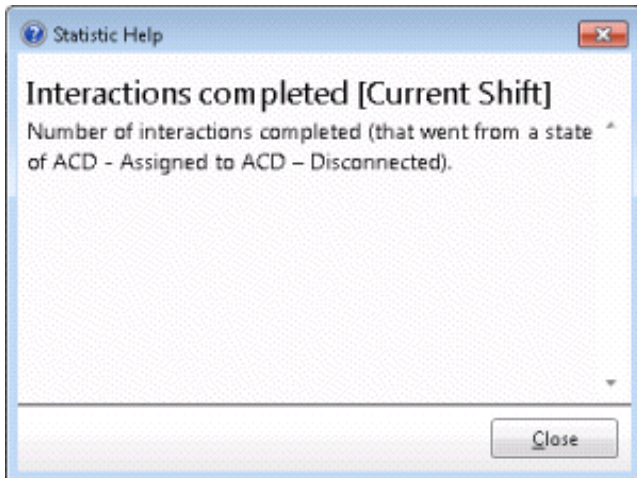 Statistic Help
Interactions completed [Current Shift]
Number of interactions completed (that went from a state
of ACD - Assigned to ACD – Disconnected).
Close